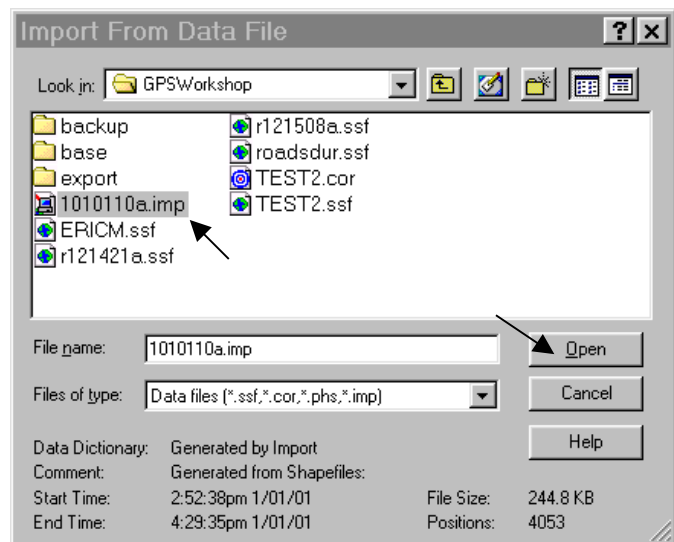 Import From Data File
Look in: GPSWorkshop
backup
base
export
1010110a.imp
ERICM.ssf
r121421a.ssf
r121508a.ssf
roadsdur.ssf
TEST2.cor
TEST2.ssf
File name: 1010110a.imp Open
Files of type: Data files (*.ssf,*.cor,*.phs,*.imp) Cancel
Help
Data Dictionary: Generated by Import
Comment: Generated from Shapefiles:
Start Time: 2:52:38pm 1/01/01 File Size: 244.8 KB
End Time: 4:29:35pm 1/01/01 Positions: 4053